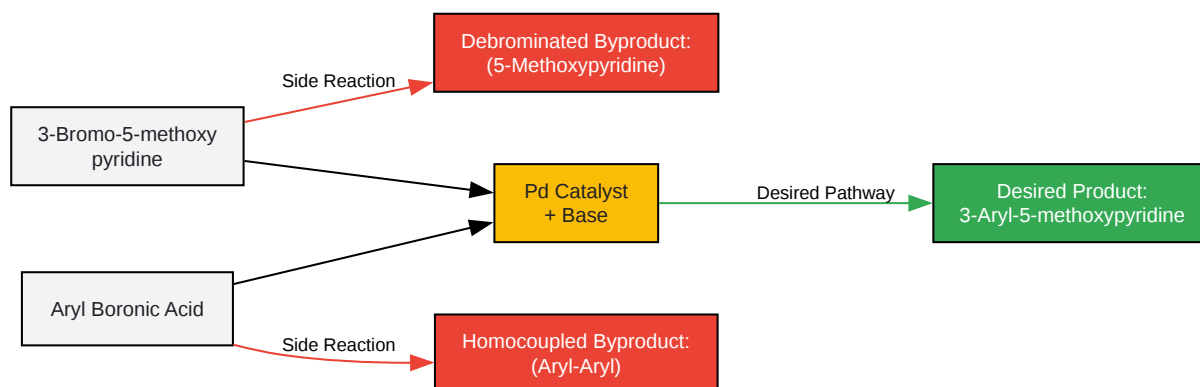 Debrominated Byproduct:
(5-Methoxypyridine)
Side Reaction
3-Bromo-5-methoxy
pyridine
Pd Catalyst
+ Base
Desired Pathway
Desired Product:
3-Aryl-5-methoxypyridine
Aryl Boronic Acid
Side Reaction
Homocoupled Byproduct:
(Aryl-Aryl)